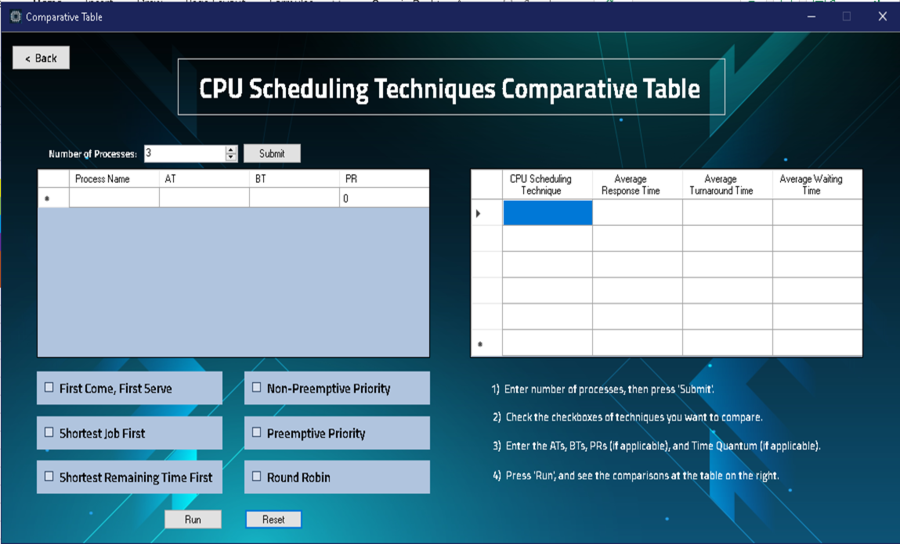 Comparative Table
< Back
CPU Scheduling Techniques Comparative Table
Number of Processes: 3 Submit
Process Name AT BT PR
0
CPU Scheduling Technique Average Response Time Average Turnaround Time Average Waiting Time
First Come, First Serve Non-Preemptive Priority
Shortest Job First Preemptive Priority
Shortest Remaining Time First Round Robin
Run Reset
1) Enter number of processes, then press 'Submit'.
2) Check the checkboxes of techniques you want to compare.
3) Enter the ATs, BTs, PRs (if applicable), and Time Quantum (if applicable).
4) Press 'Run', and see the comparisons at the table on the right.